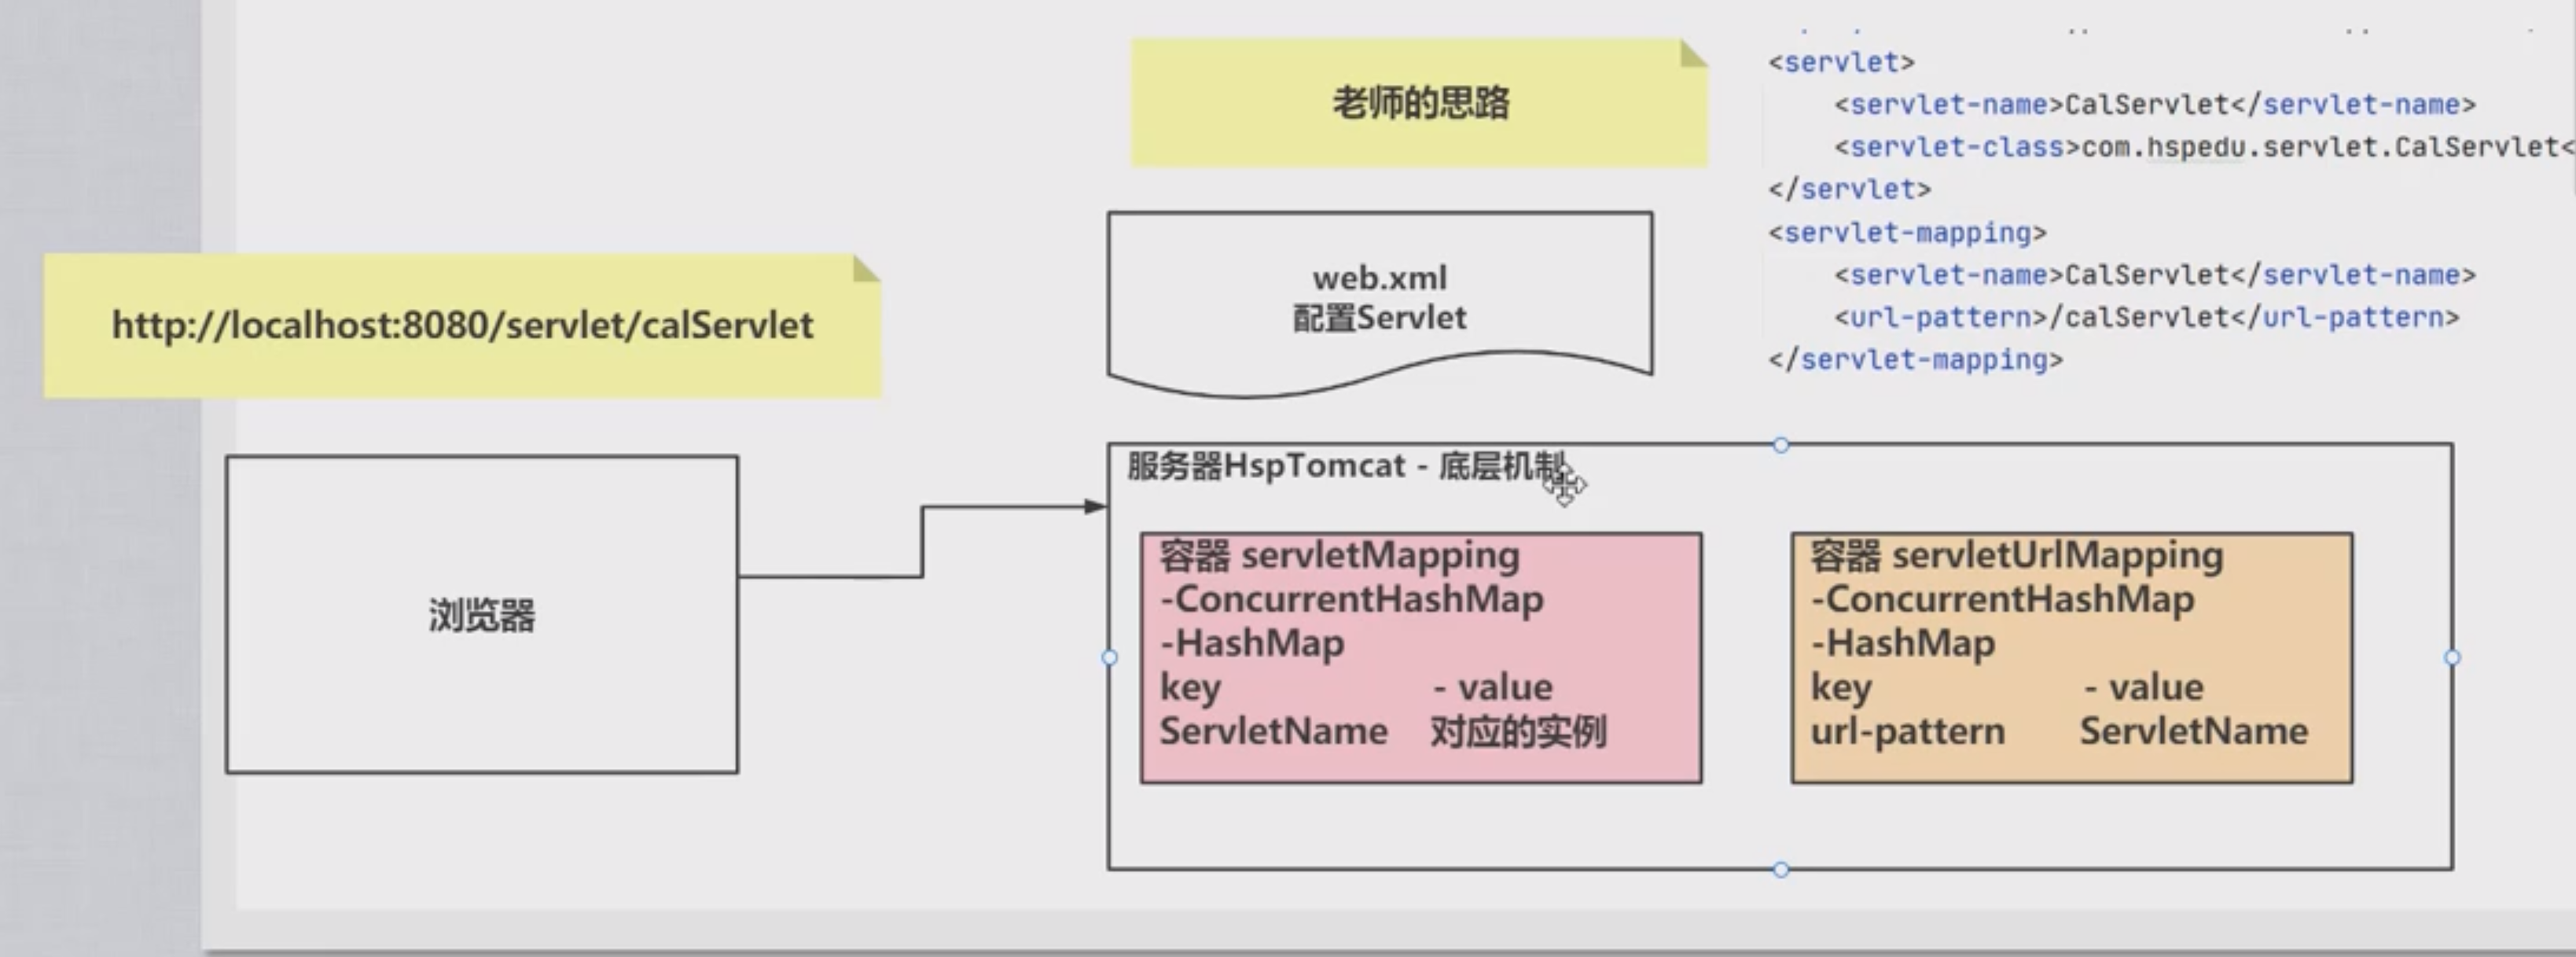 老师的思路
<servlet>
<servlet-name>CalServlet</servlet-name>
<servlet-class>com.hspedu.servlet.CalServlet<
</servlet>
<servlet-mapping>
<servlet-name>CalServlet</servlet-name>
<url-pattern>/calServlet</url-pattern>
</servlet-mapping>
web.xml
配置Servlet
http://localhost:8080/servlet/calServlet
浏览器
服务器HspTomcat - 底层机制
容器 servletMapping
-ConcurrentHashMap
-HashMap
key - value
ServletName 对应的实例
容器 servletUrlMapping
-ConcurrentHashMap
-HashMap
key - value
url-pattern ServletName